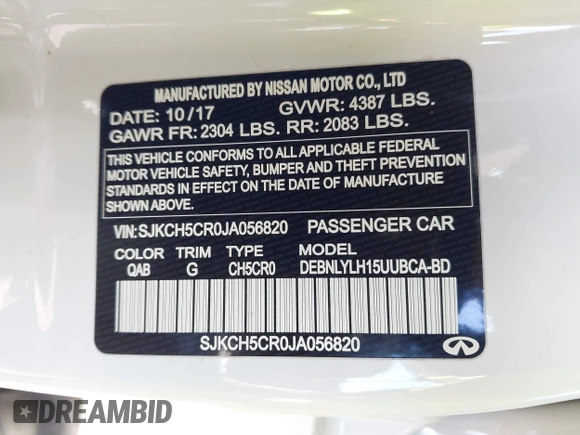 MANUFACTURED BY NISSAN MOTOR CO., LTD
DATE: 10/17 GVWR: 4387 LBS.
GAWR FR: 2304 LBS. RR: 2083 LBS.
THIS VEHICLE CONFORMS TO ALL APPLICABLE FEDERAL
MOTOR VEHICLE SAFETY, BUMPER AND THEFT PREVENTION
STANDARDS IN EFFECT ON THE DATE OF MANUFACTURE
SHOWN ABOVE.
VIN:SJKCH5CR0JA056820 PASSENGER CAR
COLOR TRIM TYPE MODEL
QAB G CH5CR0 DEBNLYLH15UUBCA-BD
SJKCH5CR0JA056820
DREAMBID